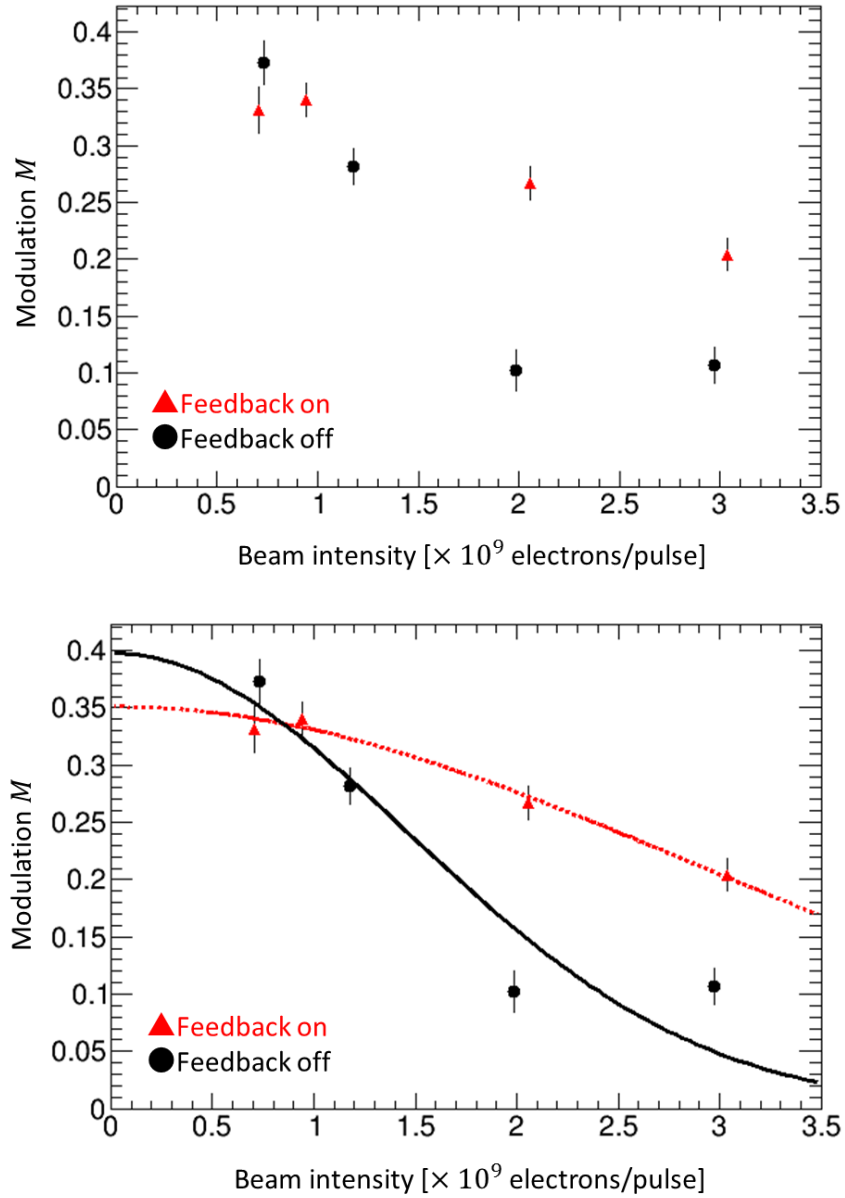 0.4
0.35
0.3
0.25
0.2
0.15
0.1
0.05
0
Modulation M
Feedback on
Feedback off
0 0.5 1 1.5 2 2.5 3 3.5
Beam intensity [× 10⁹ electrons/pulse]
0.4
0.35
0.3
0.25
0.2
0.15
0.1
0.05
0
Modulation M
Feedback on
Feedback off
0 0.5 1 1.5 2 2.5 3 3.5
Beam intensity [× 10⁹ electrons/pulse]